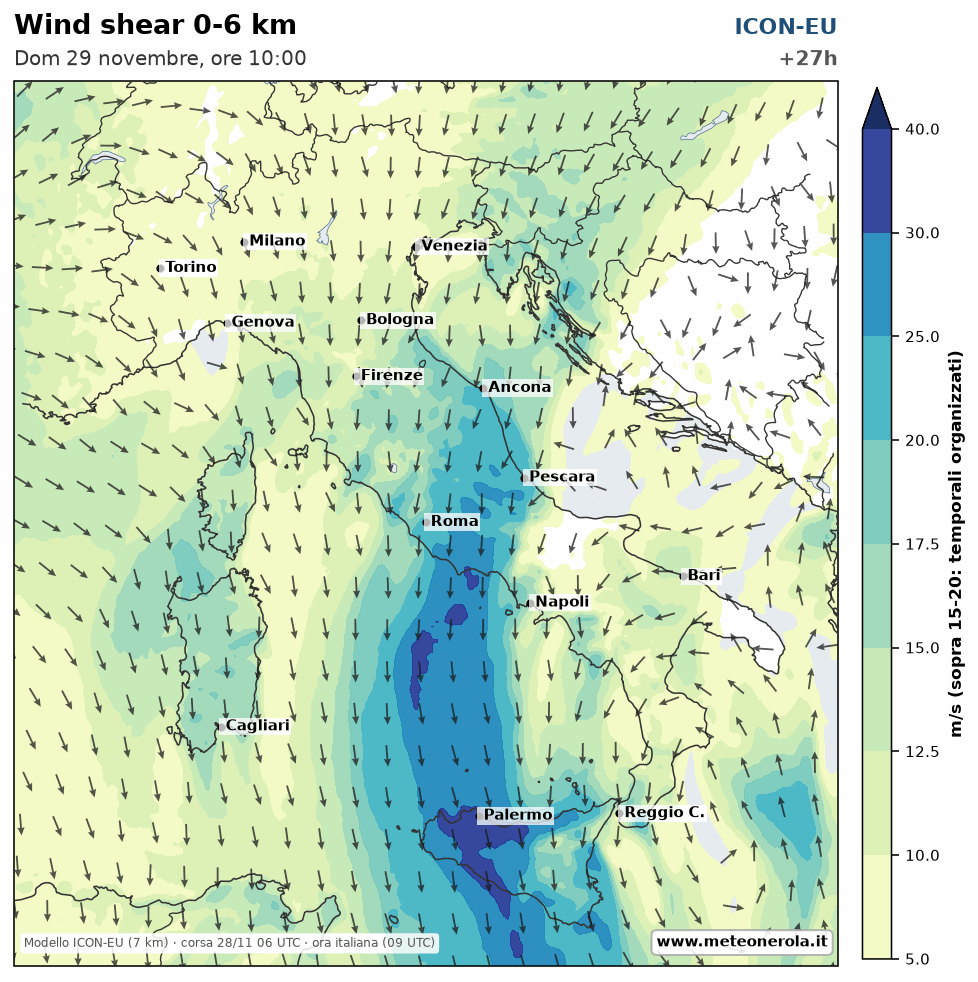 Wind shear 0-6 km
ICON-EU
Dom 29 novembre, ore 10:00
+27h
Milano
Venezia
Torino
Genova
Bologna
Firenze
Ancona
Pescara
Roma
Bari
Napoli
Cagliari
Palermo
Reggio C.
Modello ICON-EU (7 km) · corsa 28/11 06 UTC · ora italiana (09 UTC)
www.meteonerola.it
40.0
30.0
25.0
20.0
17.5
15.0
12.5
10.0
5.0
m/s (sopra 15-20: temporali organizzati)